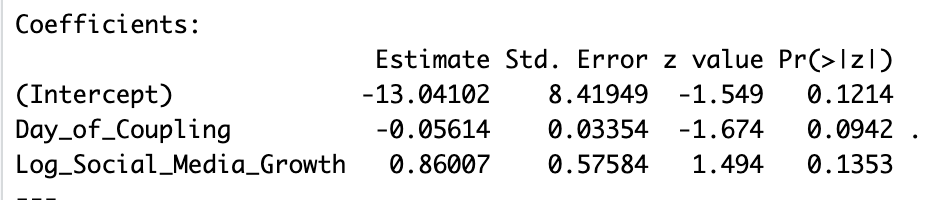 Coefficients:
Estimate Std. Error z value Pr(>|z|)
(Intercept) -13.04102 8.41949 -1.549 0.1214
Day_of_Coupling -0.05614 0.03354 -1.674 0.0942 .
Log_Social_Media_Growth 0.86007 0.57584 1.494 0.1353
---